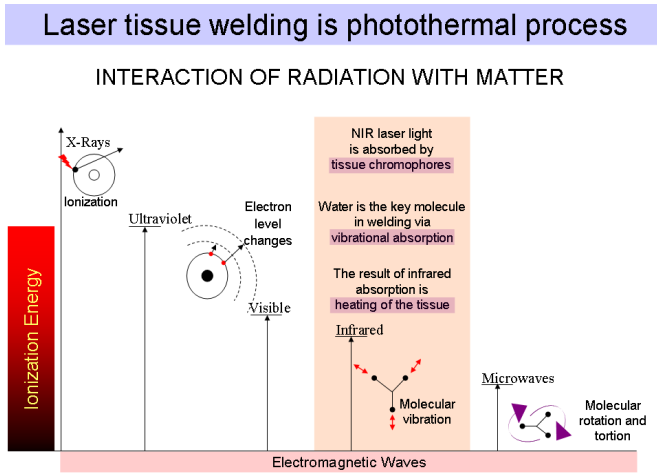 Laser tissue welding is photothermal process
INTERACTION OF RADIATION WITH MATTER
X-Rays
Ionization
Ultraviolet
Electron
level
changes
Visible
NIR laser light
is absorbed by
tissue chromophores
Water is the key molecule
in welding via
vibrational absorption
The result of infrared
absorption is
heating of the tissue
Infrared
Molecular
vibration
Microwaves
Molecular
rotation and
tortion
Ionization Energy
Electromagnetic Waves